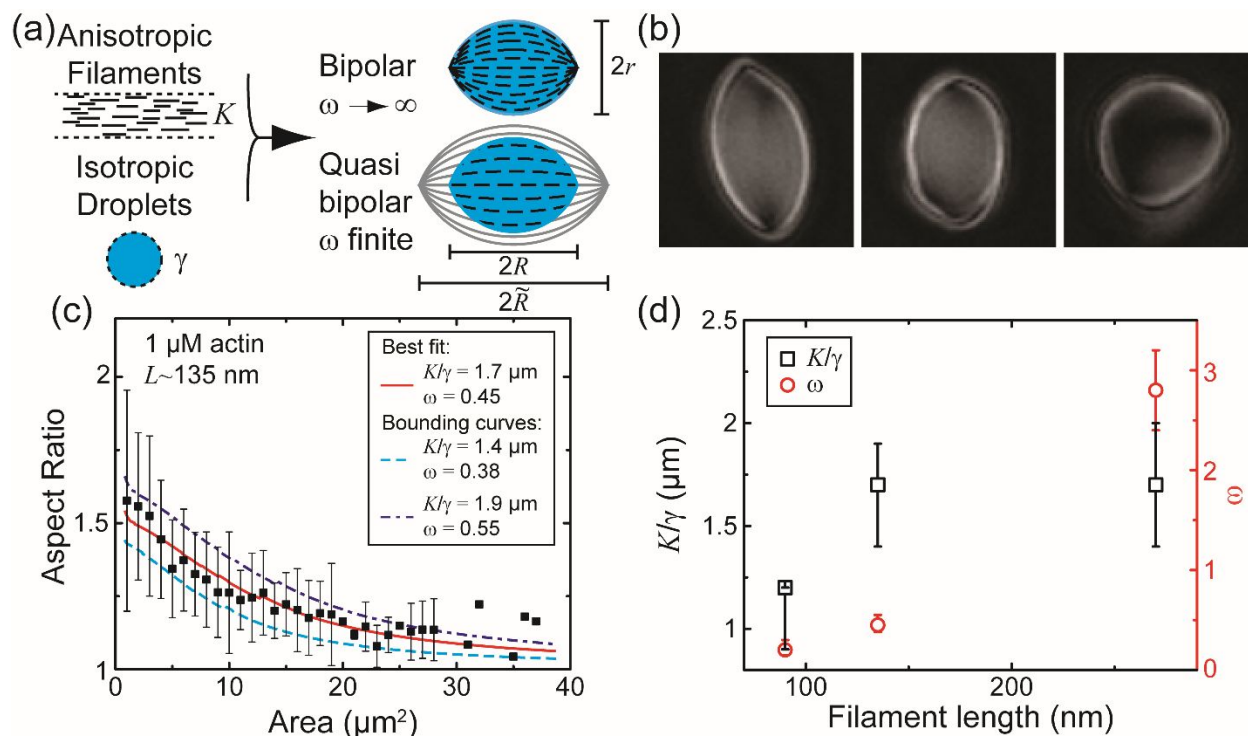 (a)
Anisotropic
Filaments
K
Isotropic
Droplets
γ
Bipolar
ω → ∞
Quasi
bipolar
ω finite
2r
2R
2R̃
(b)
(c)
1 µM actin
L~135 nm
Best fit:
K/γ = 1.7 µm
ω = 0.45
Bounding curves:
K/γ = 1.4 µm
ω = 0.38
K/γ = 1.9 µm
ω = 0.55
Aspect Ratio
2
1.5
1
0 10 20 30 40
Area (µm²)
(d)
K/γ
ω
K/γ (µm)
2.5
2
1.5
1
3
2
1
0
ω
100 200
Filament length (nm)